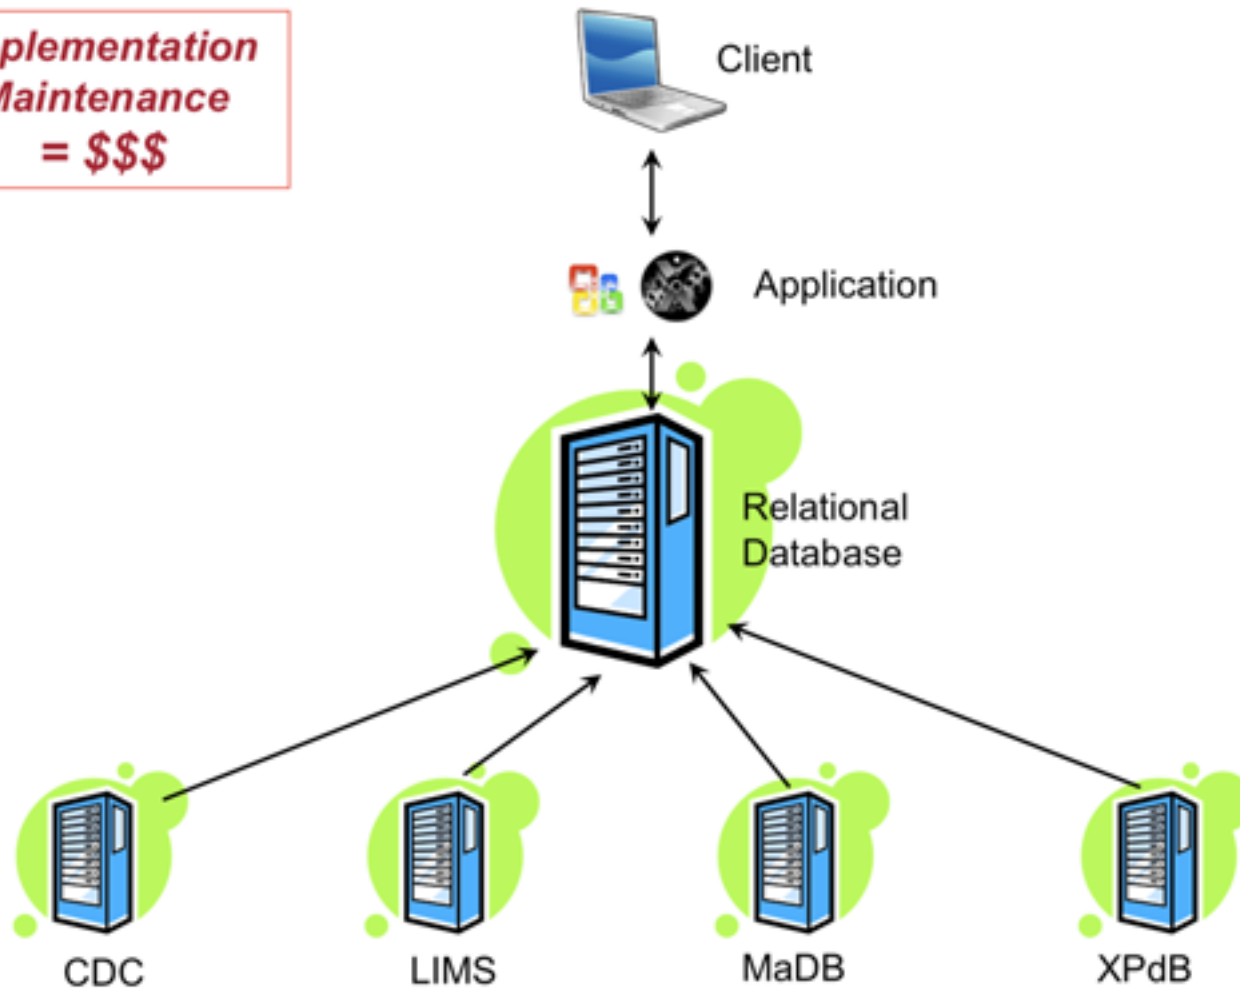 plementation
Maintenance
= $$$
Client
Application
Relational
Database
CDC
LIMS
MaDB
XPdB